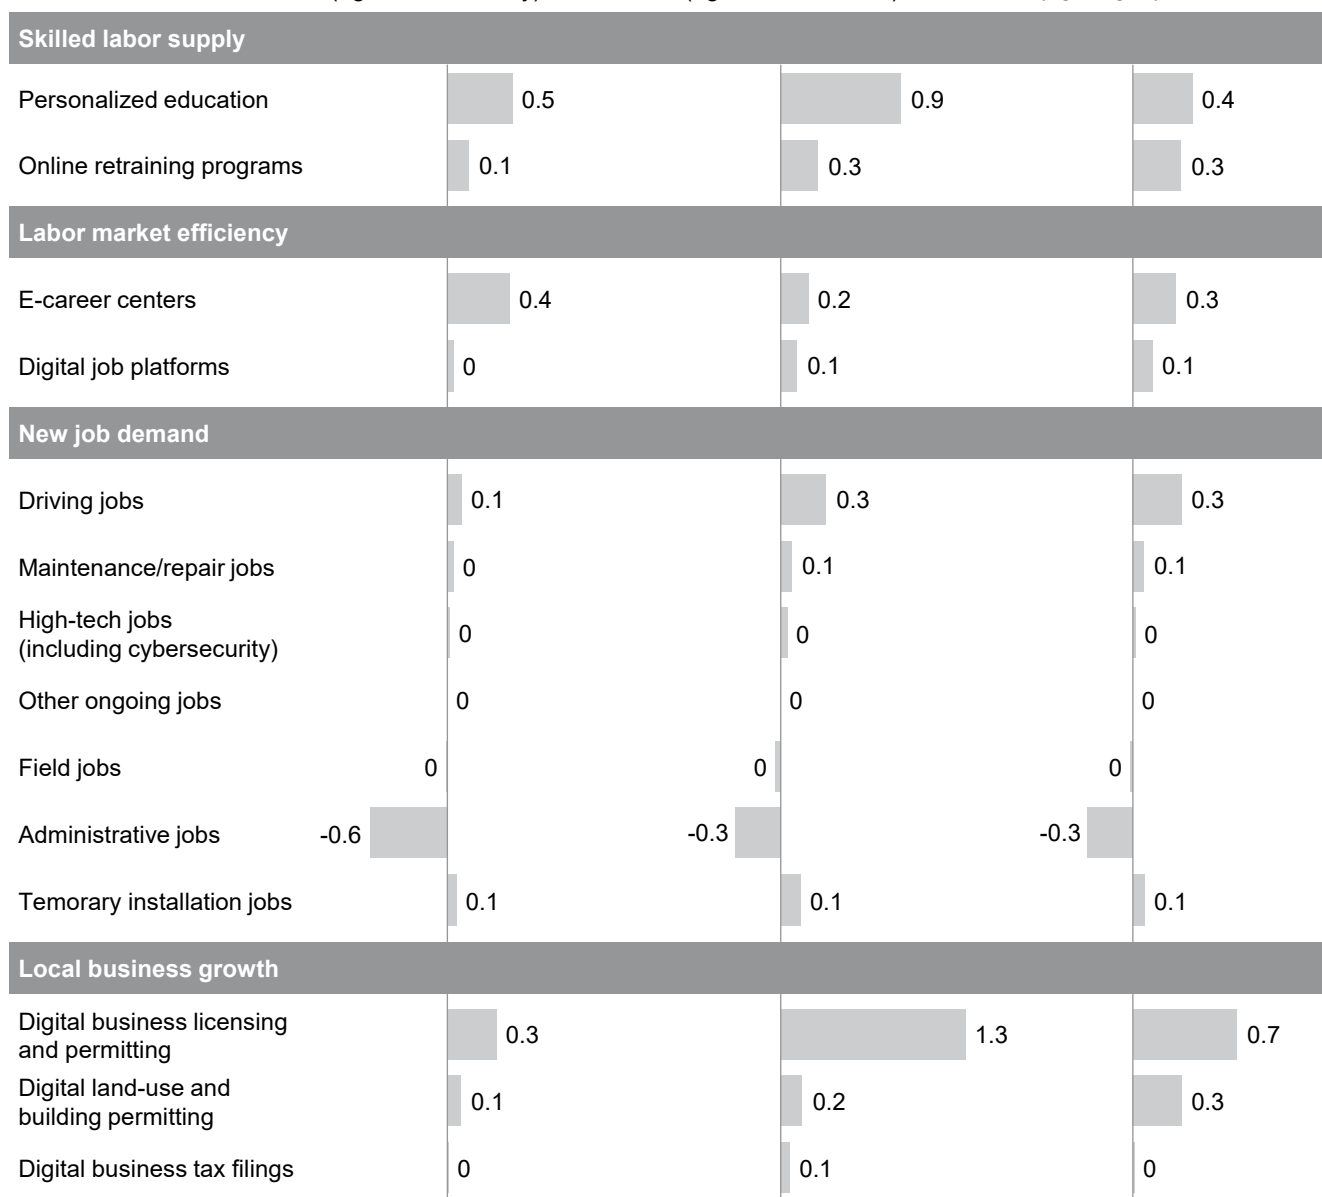 Skilled labor supply
Personalized education 0.5 0.9 0.4
Online retraining programs 0.1 0.3 0.3
Labor market efficiency
E-career centers 0.4 0.2 0.3
Digital job platforms 0 0.1 0.1
New job demand
Driving jobs 0.1 0.3 0.3
Maintenance/repair jobs 0 0.1 0.1
High-tech jobs
(including cybersecurity) 0 0 0
Other ongoing jobs 0 0 0
Field jobs 0 0 0
Administrative jobs -0.6 -0.3 -0.3
Temorary installation jobs 0.1 0.1 0.1
Local business growth
Digital business licensing
and permitting 0.3 1.3 0.7
Digital land-use and
building permitting 0.1 0.2 0.3
Digital business tax filings 0 0.1 0